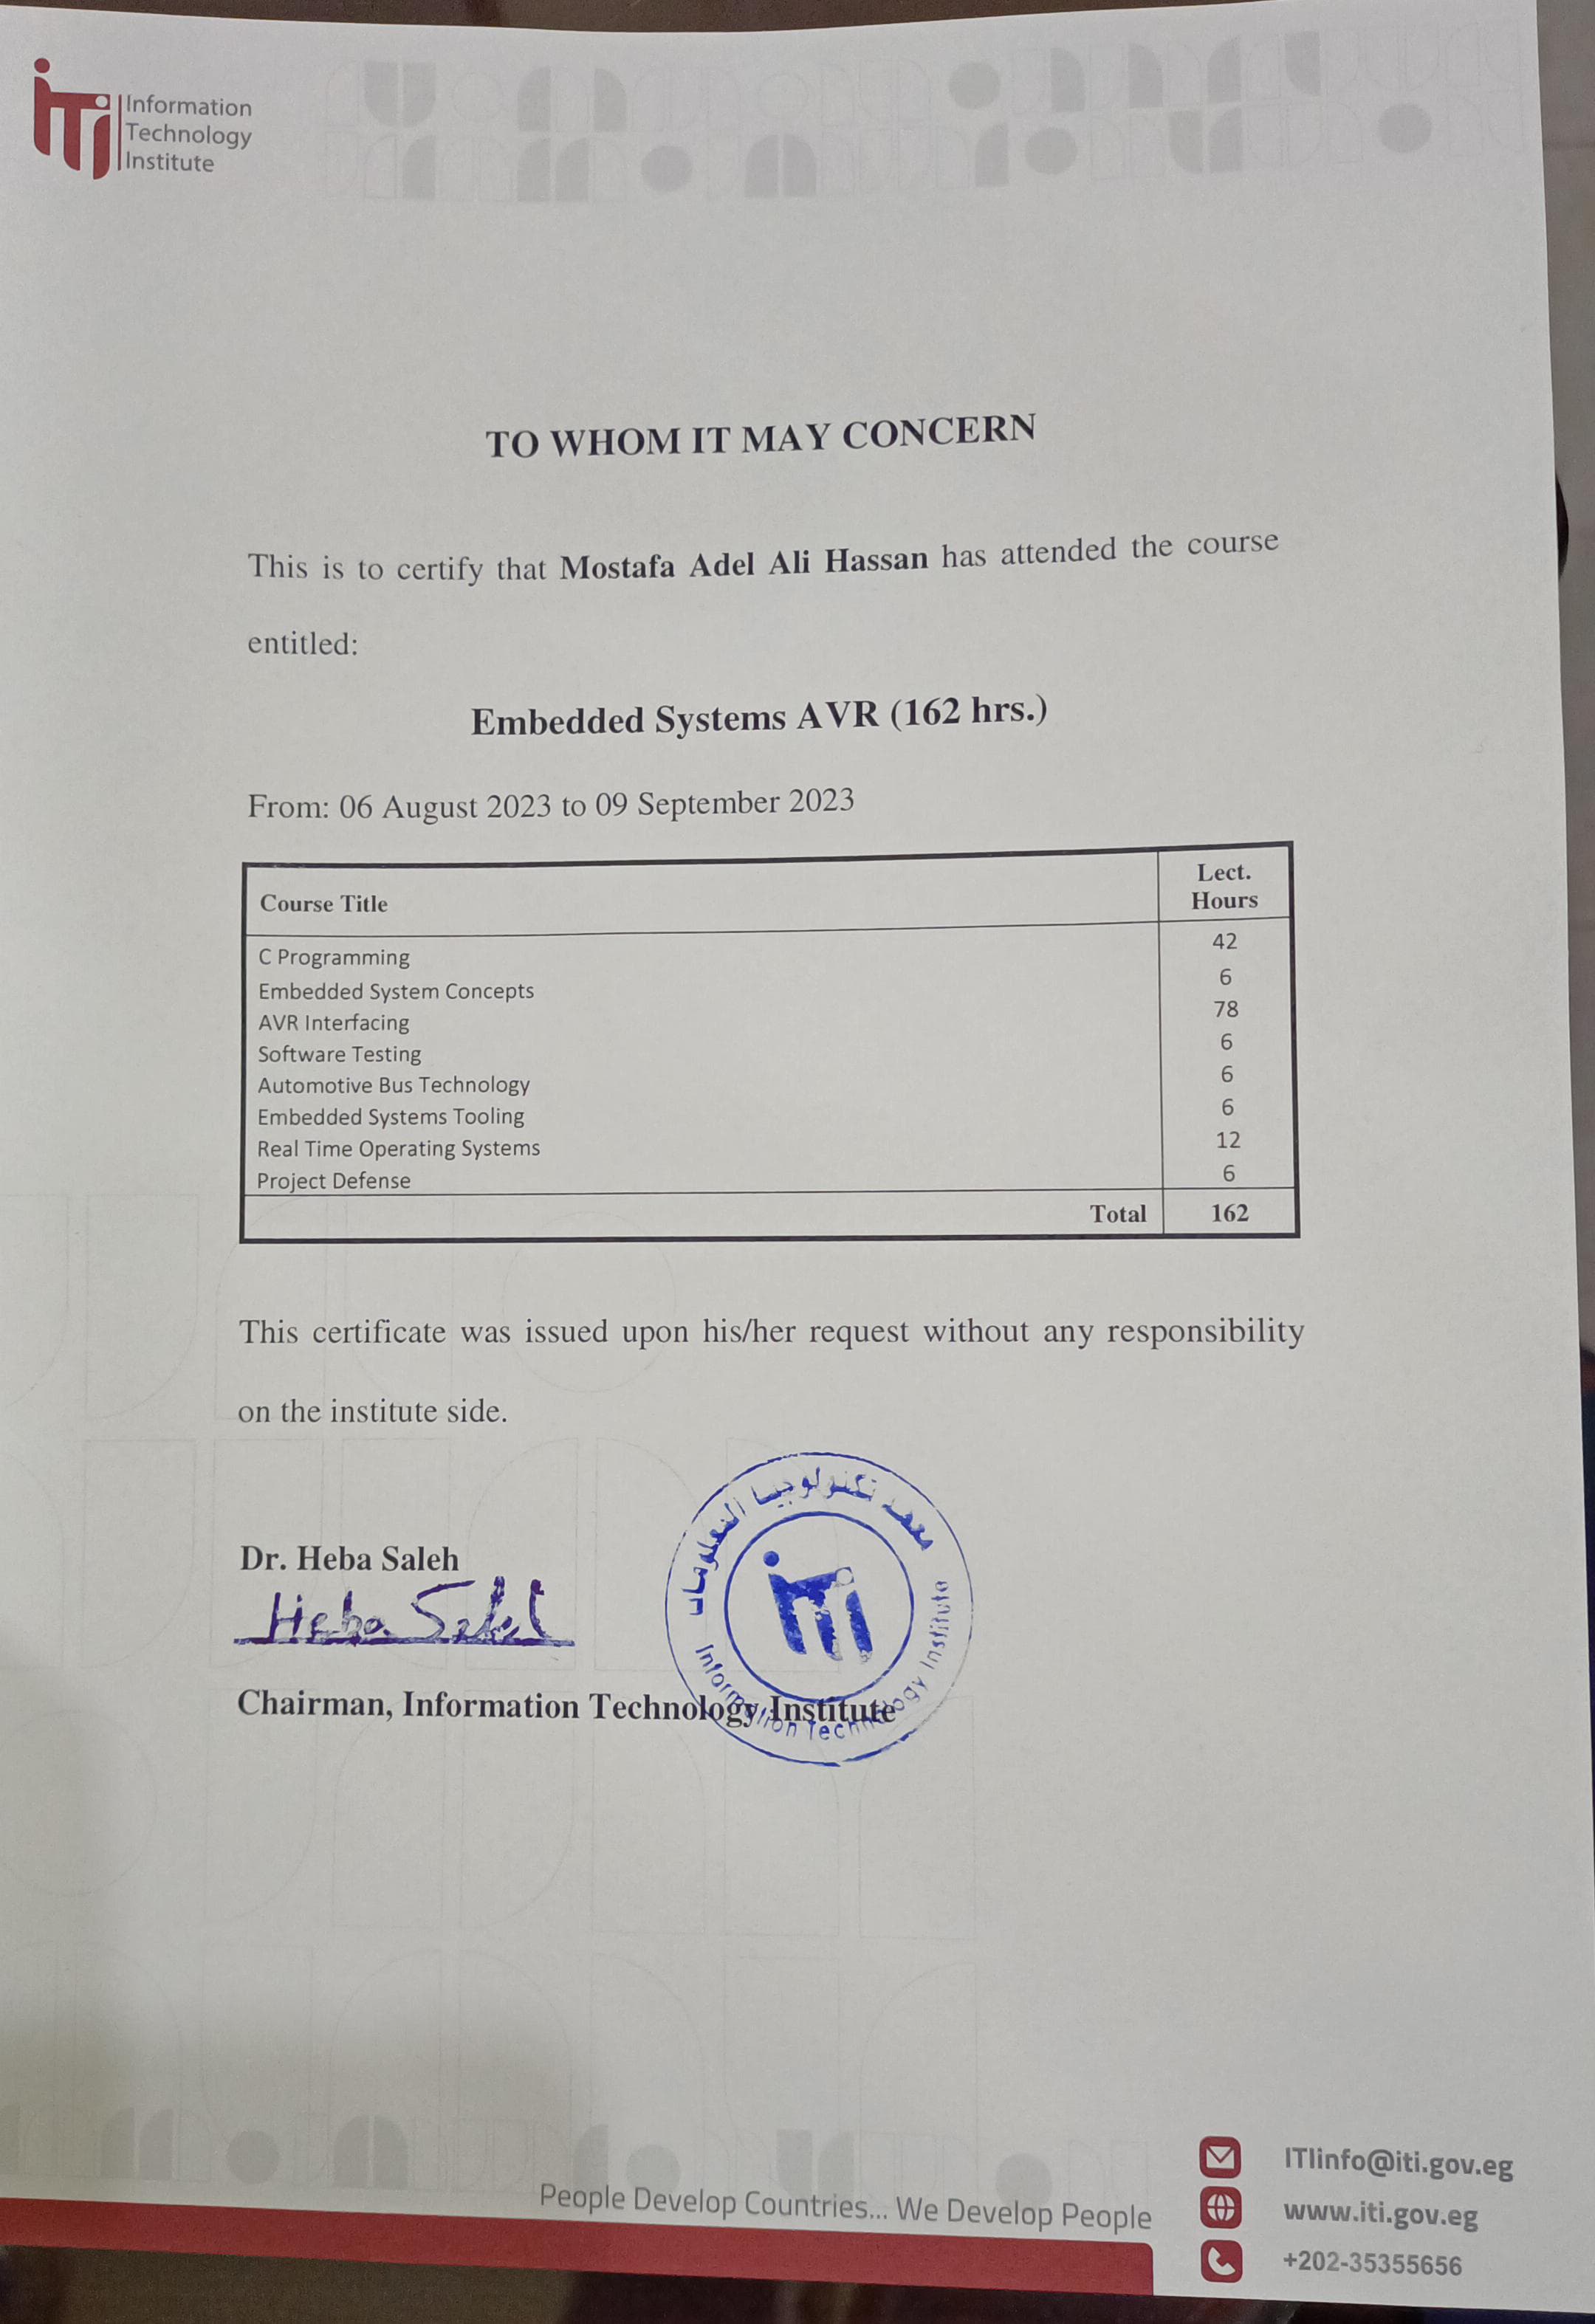 iTi
Information
Technology
Institute
TO WHOM IT MAY CONCERN
This is to certify that Mostafa Adel Ali Hassan has attended the course
entitled:
Embedded Systems AVR (162 hrs.)
From: 06 August 2023 to 09 September 2023
Course Title Lect. Hours
C Programming 42
Embedded System Concepts 6
AVR Interfacing 78
Software Testing 6
Automotive Bus Technology 6
Embedded Systems Tooling 6
Real Time Operating Systems 12
Project Defense 6
Total 162
This certificate was issued upon his/her request without any responsibility
on the institute side.
Dr. Heba Saleh
Heba Saleh
معهد تكنولوجيا المعلومات
iTi
Information Technology Institute
Chairman, Information Technology Institute
People Develop Countries... We Develop People
ITIinfo@iti.gov.eg
www.iti.gov.eg
+202-35355656